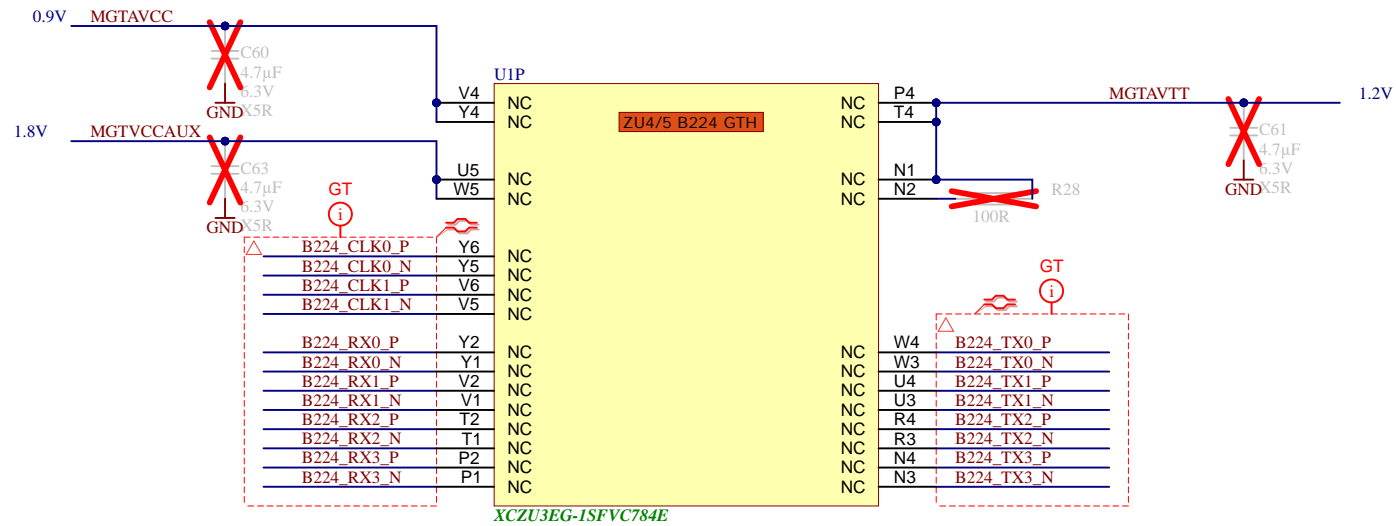 0.9V MGTAVCC
C60
4.7µF
6.3V
X5R
GND
U1P
1.8V MGTVCCAUX
C63
4.7µF
6.3V
X5R
GND
ZU4/5 B224 GTH
V4 NC
Y4 NC
U5 NC
W5 NC
NC P4
NC T4
NC N1
NC N2
MGTAVTT 1.2V
C61
4.7µF
6.3V
X5R
GND
R28
100R
GT
i
B224_CLK0_P Y6 NC
B224_CLK0_N Y5 NC
B224_CLK1_P V6 NC
B224_CLK1_N V5 NC
B224_RX0_P Y2 NC
B224_RX0_N Y1 NC
B224_RX1_P V2 NC
B224_RX1_N V1 NC
B224_RX2_P T2 NC
B224_RX2_N T1 NC
B224_RX3_P P2 NC
B224_RX3_N P1 NC
GT
i
NC W4 B224_TX0_P
NC W3 B224_TX0_N
NC U4 B224_TX1_P
NC U3 B224_TX1_N
NC R4 B224_TX2_P
NC R3 B224_TX2_N
NC N4 B224_TX3_P
NC N3 B224_TX3_N
XCZU3EG-1SFVC784E